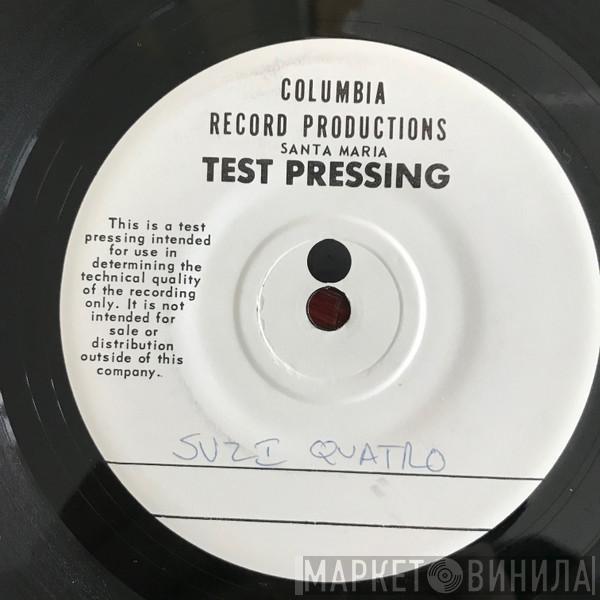 COLUMBIA
RECORD PRODUCTIONS
SANTA MARIA
TEST PRESSING
This is a test
pressing intended
for use in
determining the
technical quality
of the recording
only. It is not
intended for
sale or
distribution
outside of this
company.
SUZI QUATRO
МАРКЕТ ВИНИЛА